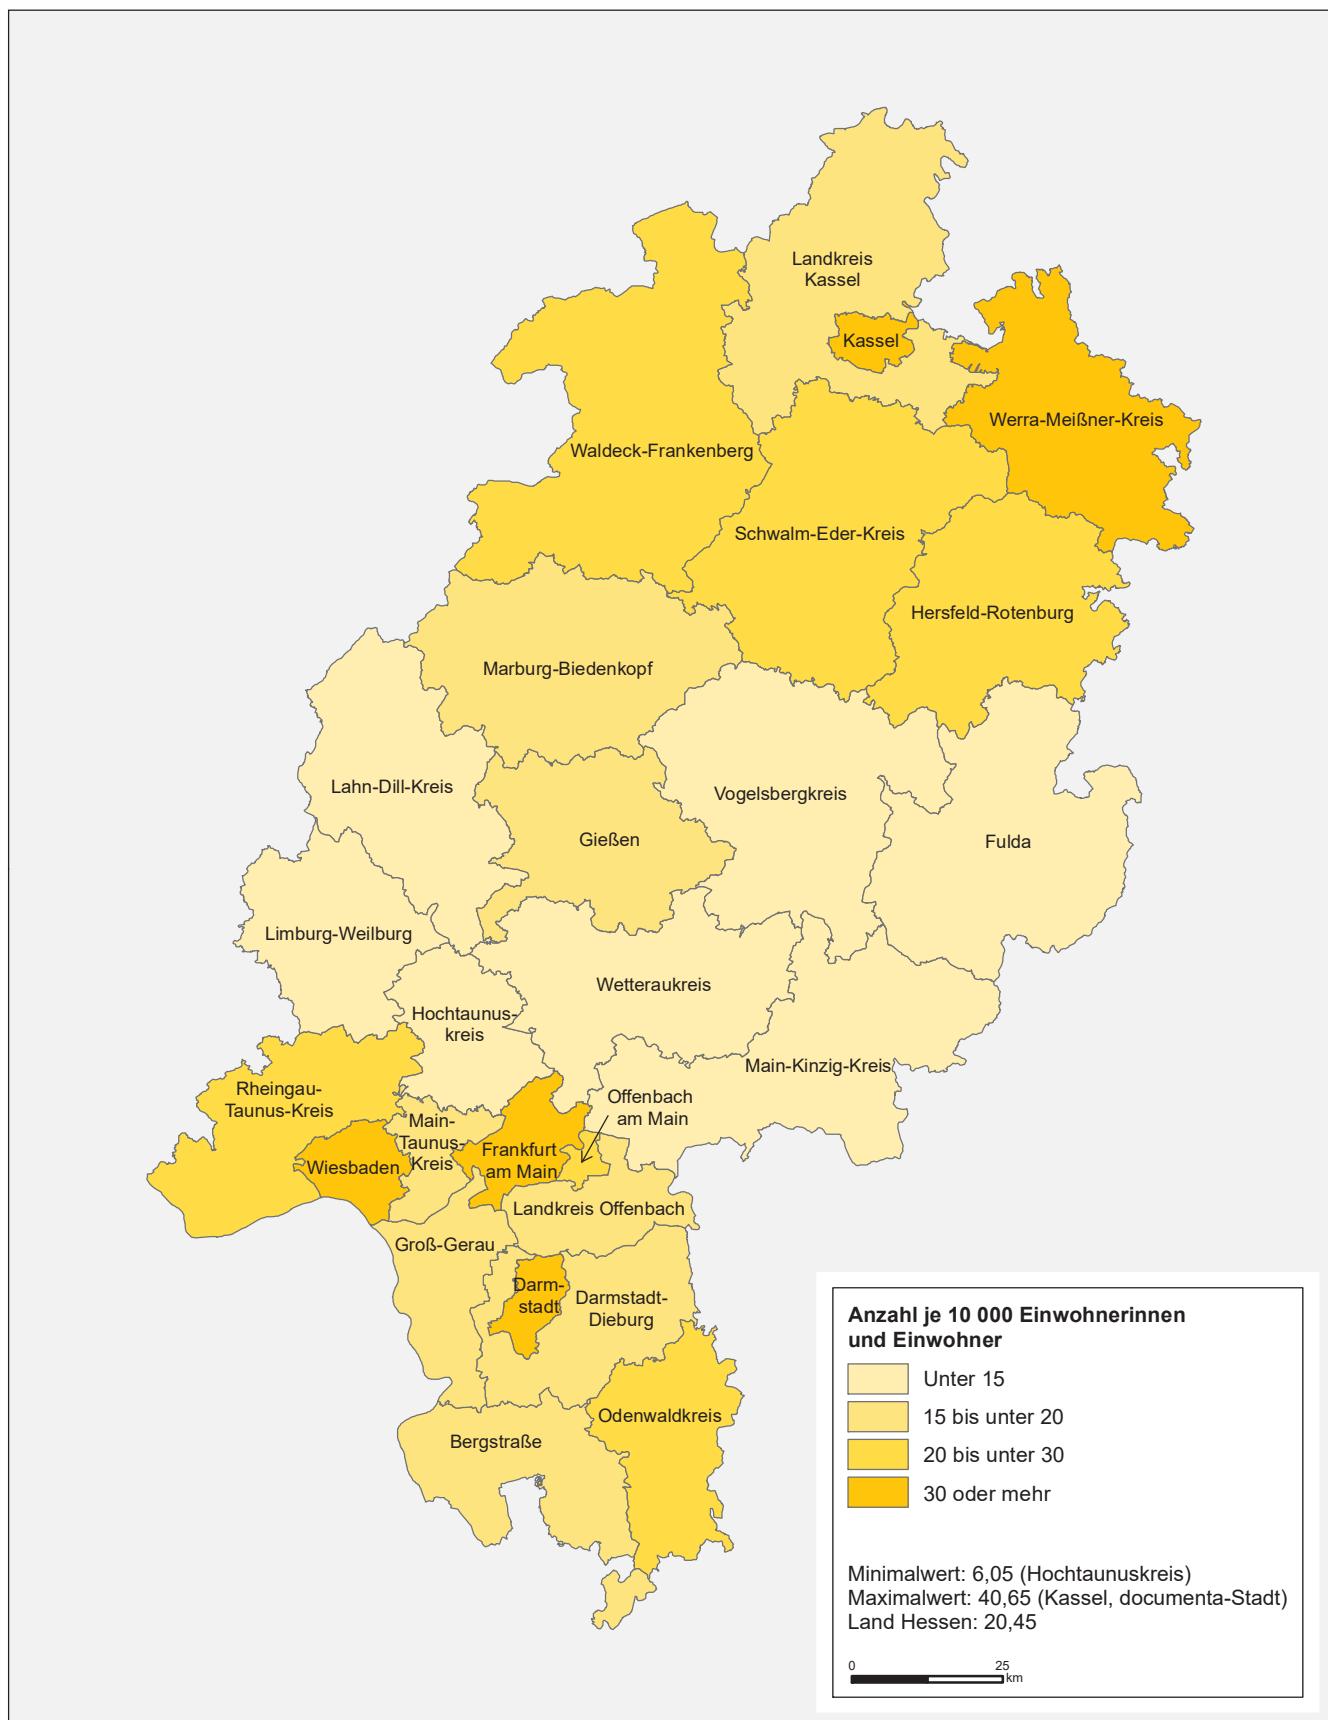 Landkreis
Kassel
Kassel
Werra-Meißner-Kreis
Waldeck-Frankenberg
Schwalm-Eder-Kreis
Hersfeld-Rotenburg
Marburg-Biedenkopf
Lahn-Dill-Kreis
Vogelsbergkreis
Gießen
Fulda
Limburg-Weilburg
Wetteraukreis
Hochtaunus-
kreis
Main-Kinzig-Kreis
Rheingau-
Taunus-Kreis
Offenbach
am Main
Main-
Taunus-
Kreis
Frankfurt
am Main
Wiesbaden
Landkreis Offenbach
Groß-Gerau
Darm-
stadt
Darmstadt-
Dieburg
Odenwaldkreis
Bergstraße
Anzahl je 10 000 Einwohnerinnen
und Einwohner
Unter 15
15 bis unter 20
20 bis unter 30
30 oder mehr
Minimalwert: 6,05 (Hochtaunuskreis)
Maximalwert: 40,65 (Kassel, documenta-Stadt)
Land Hessen: 20,45
0 25
km